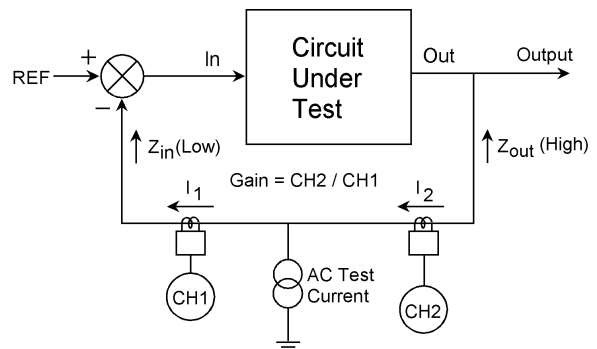 Circuit
Under
Test
REF
+
−
In
Out
Output
Zin(Low)
Zout (High)
Gain = CH2 / CH1
I1
I2
CH1
AC Test
Current
CH2